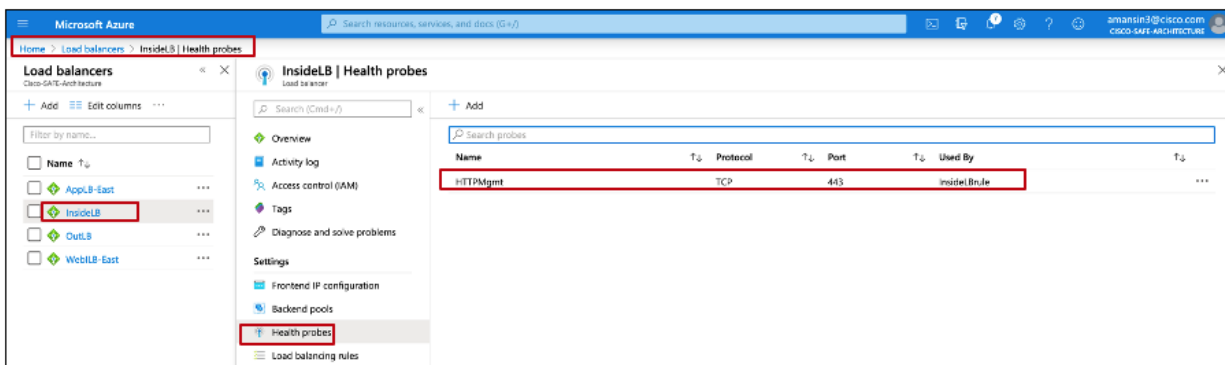 Microsoft Azure
Search resources, services, and docs (G+/)
amansin3@cisco.com
CISCO-SAFE-ARCHITECTURE
Home > Load balancers > InsideLB | Health probes
Load balancers
Cisco-SAFE-Architecture
+ Add Edit columns ...
Filter by name...
Name ↑↓
AppLB-East ...
InsideLB ...
OutLB ...
WebILB-East ...
InsideLB | Health probes
Load balancer
Search (Cmd+/)
Overview
Activity log
Access control (IAM)
Tags
Diagnose and solve problems
Settings
Frontend IP configuration
Backend pools
Health probes
Load balancing rules
+ Add
Search probes
Name ↑↓ Protocol ↑↓ Port ↑↓ Used By ↑↓
HTTPMgmt TCP 443 InsideLBrule ...